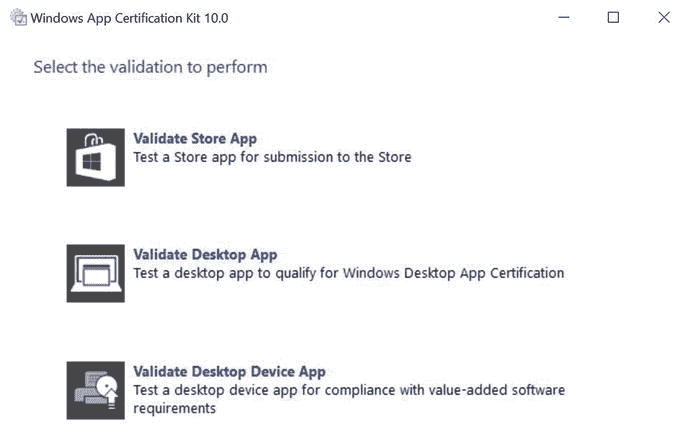 Windows App Certification Kit 10.0
Select the validation to perform
Validate Store App
Test a Store app for submission to the Store
Validate Desktop App
Test a desktop app to qualify for Windows Desktop App Certification
Validate Desktop Device App
Test a desktop device app for compliance with value-added software
requirements